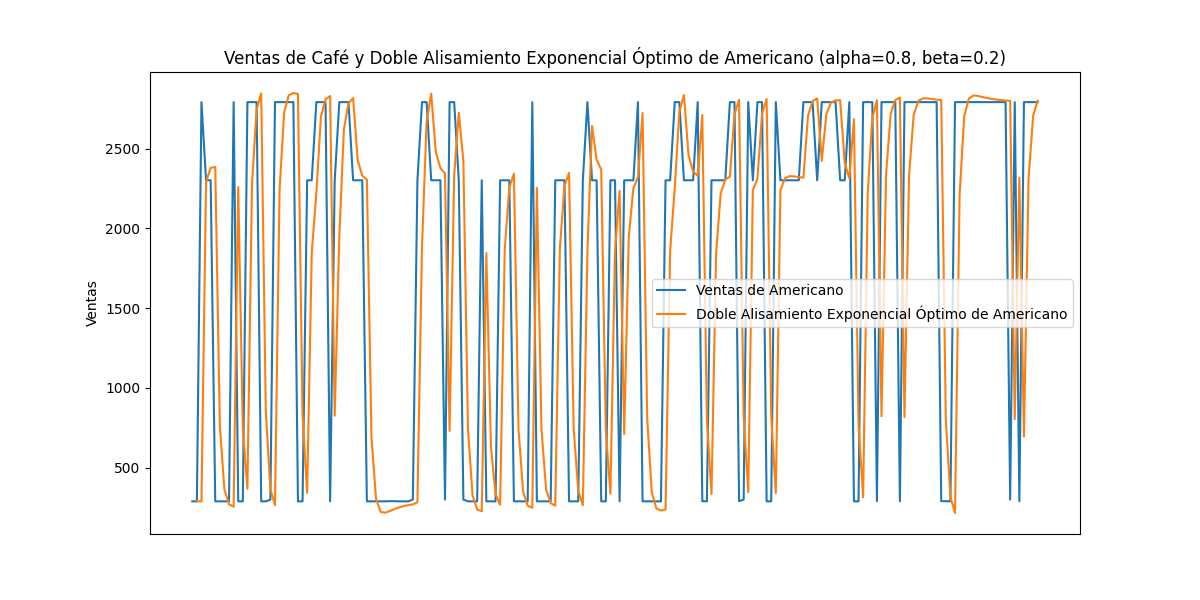 Ventas de Café y Doble Alisamiento Exponencial Óptimo de Americano (alpha=0.8, beta=0.2)
2500
2000
1500
1000
500
Ventas
Ventas de Americano
Doble Alisamiento Exponencial Óptimo de Americano